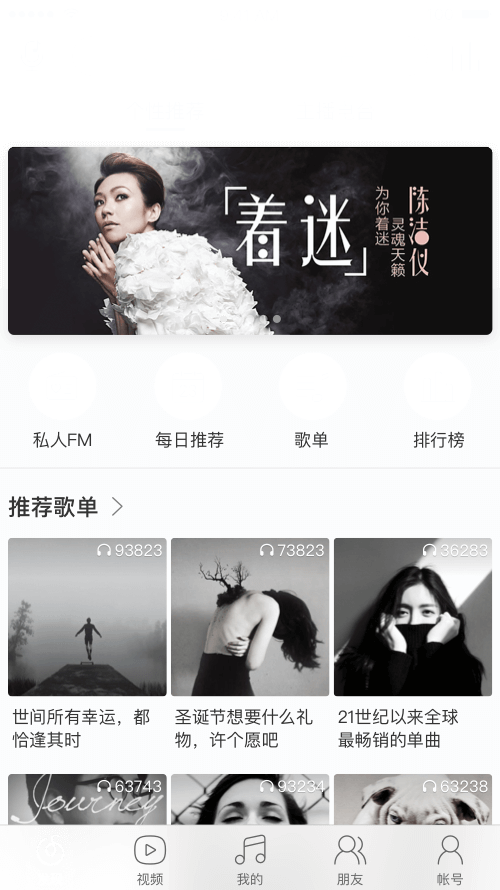 「着迷」
为你着迷
灵魂天籁
陈洁仪
私人FM
每日推荐
歌单
排行榜
推荐歌单
93823
73823
36283
世间所有幸运，都
恰逢其时
圣诞节想要什么礼
物，许个愿吧
21世纪以来全球
最畅销的单曲
63743
93234
63238
Journey
视频
我的
朋友
帐号